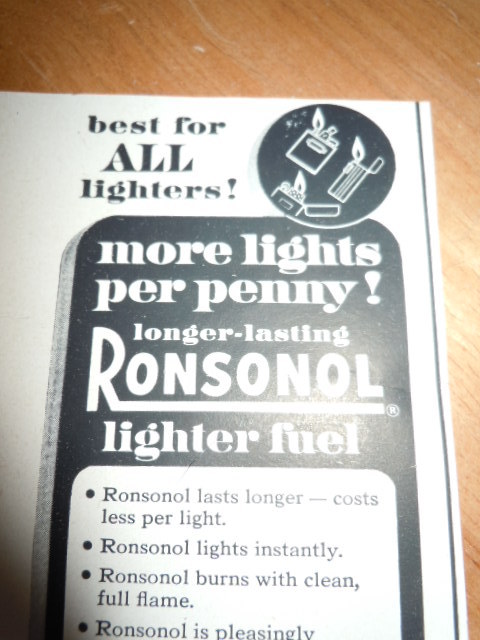 best for
ALL
lighters!
more lights
per penny!
longer-lasting
RONSONOL®
lighter fuel
• Ronsonol lasts longer — costs
less per light.
• Ronsonol lights instantly.
• Ronsonol burns with clean,
full flame.
• Ronsonol is pleasingly